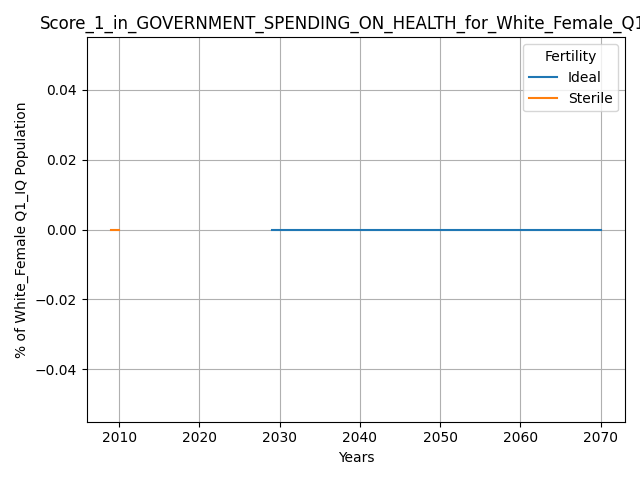 Score_1_in_GOVERNMENT_SPENDING_ON_HEALTH_for_White_Female_Q1
Fertility
Ideal
Sterile
0.04
0.02
0.00
−0.02
−0.04
% of White_Female Q1_IQ Population
2010 2020 2030 2040 2050 2060 2070
Years